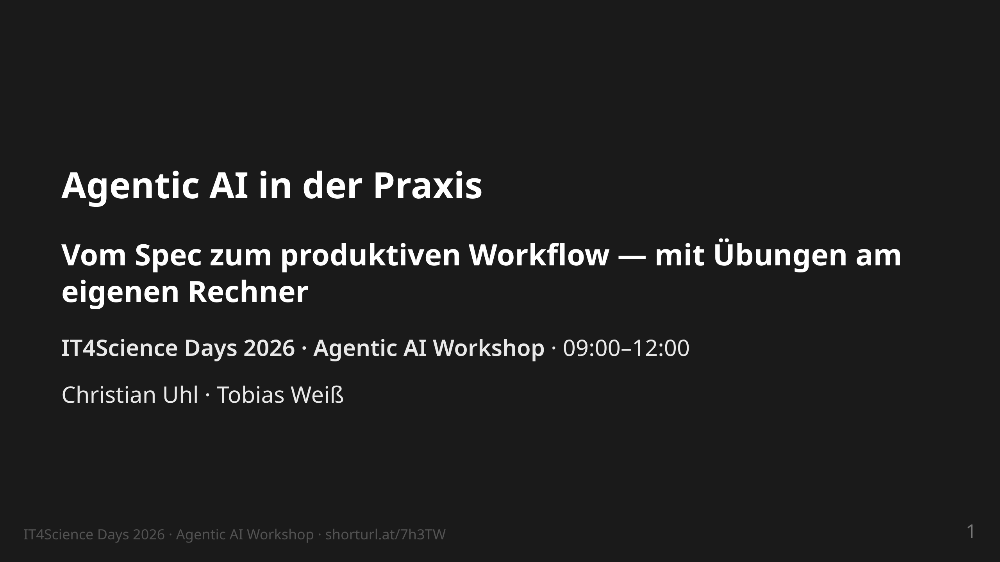 Agentic AI in der Praxis
Vom Spec zum produktiven Workflow — mit Übungen am
eigenen Rechner
IT4Science Days 2026 · Agentic AI Workshop · 09:00–12:00
Christian Uhl · Tobias Weiß
IT4Science Days 2026 · Agentic AI Workshop · shorturl.at/7h3TW
1